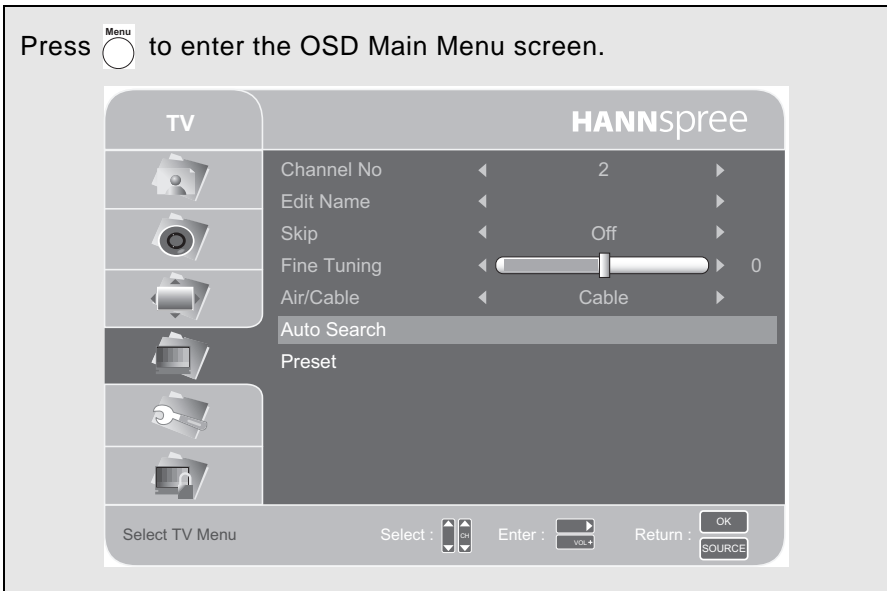 Press Menu to enter the OSD Main Menu screen.
TV HANNspree
Channel No 2
Edit Name
Skip Off
Fine Tuning 0
Air/Cable Cable
Auto Search
Preset
Select TV Menu Select : CH Enter : VOL+ Return : OK SOURCE